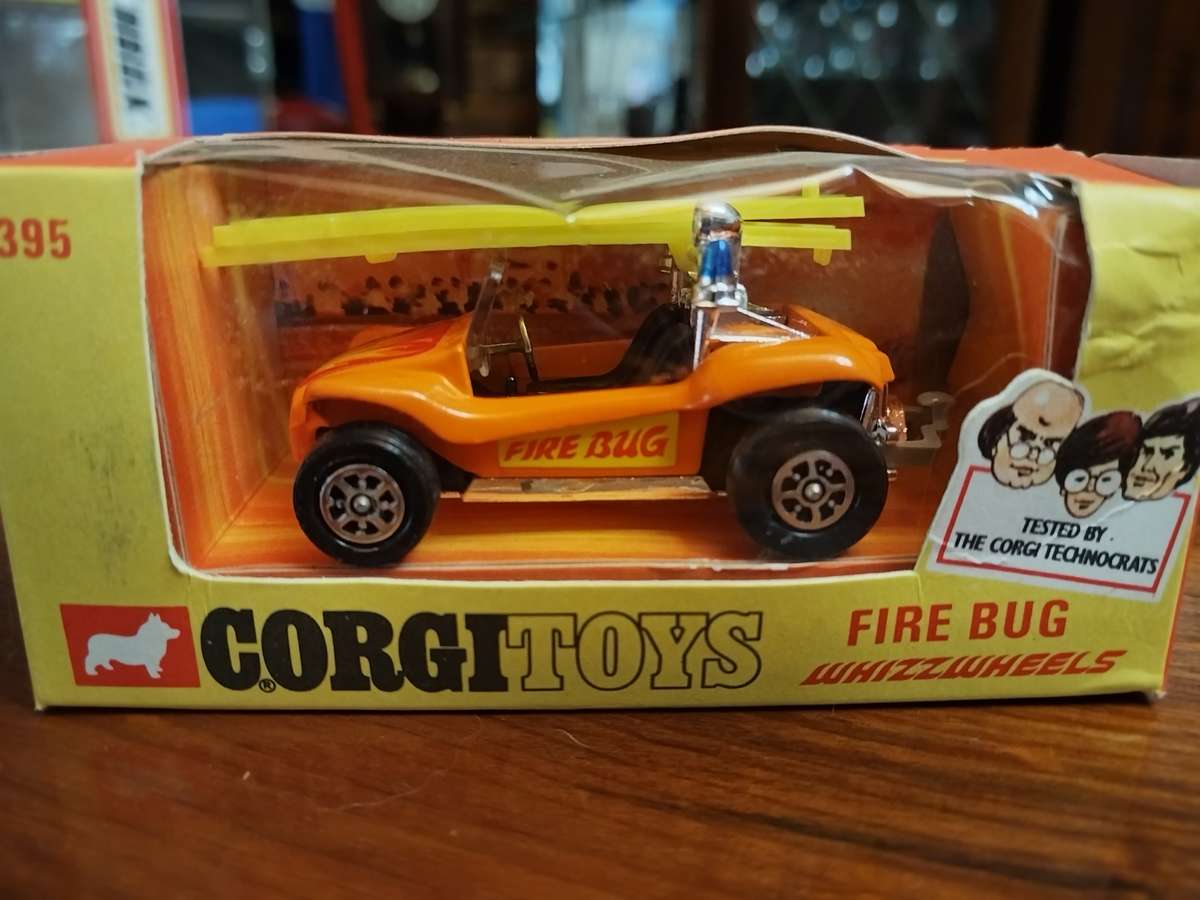 395
FIRE BUG
TESTED BY
THE CORGI TECHNOCRATS
CORGI TOYS
®
FIRE BUG
WHIZZWHEELS